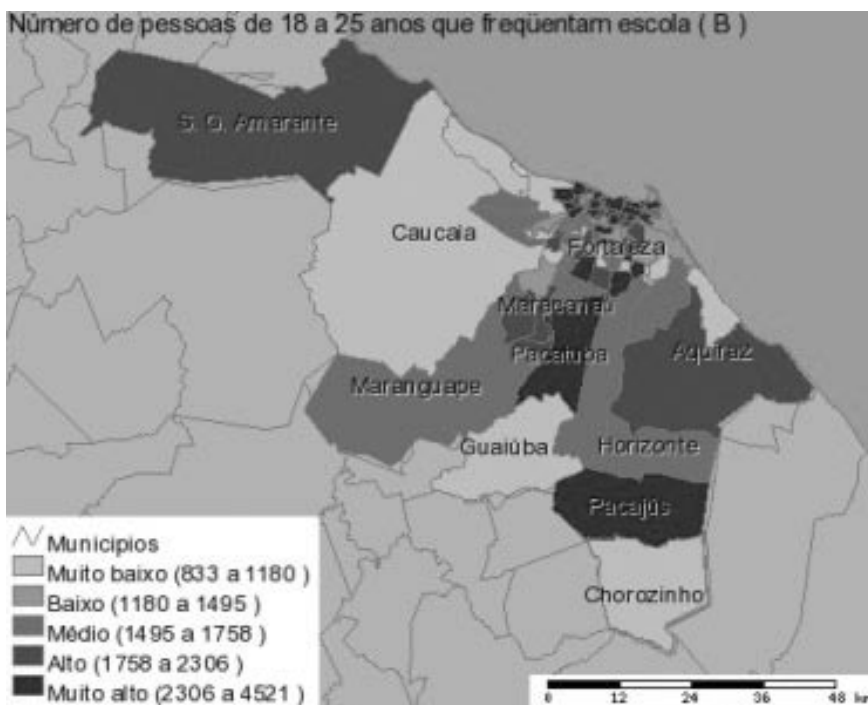 Número de pessoas de 18 a 25 anos que freqüentam escola ( B )
S. G. Amarante
Caucaia
Fortaleza
Maracanaú
Pacatuba
Aquiraz
Maranguape
Guaiúba
Horizonte
Pacajús
Chorozinho
Municipios
Muito baixo (833 a 1180 )
Baixo (1180 a 1495 )
Médio (1495 a 1758 )
Alto (1758 a 2306 )
Muito alto (2306 a 4521 )
0 12 24 36 48 km